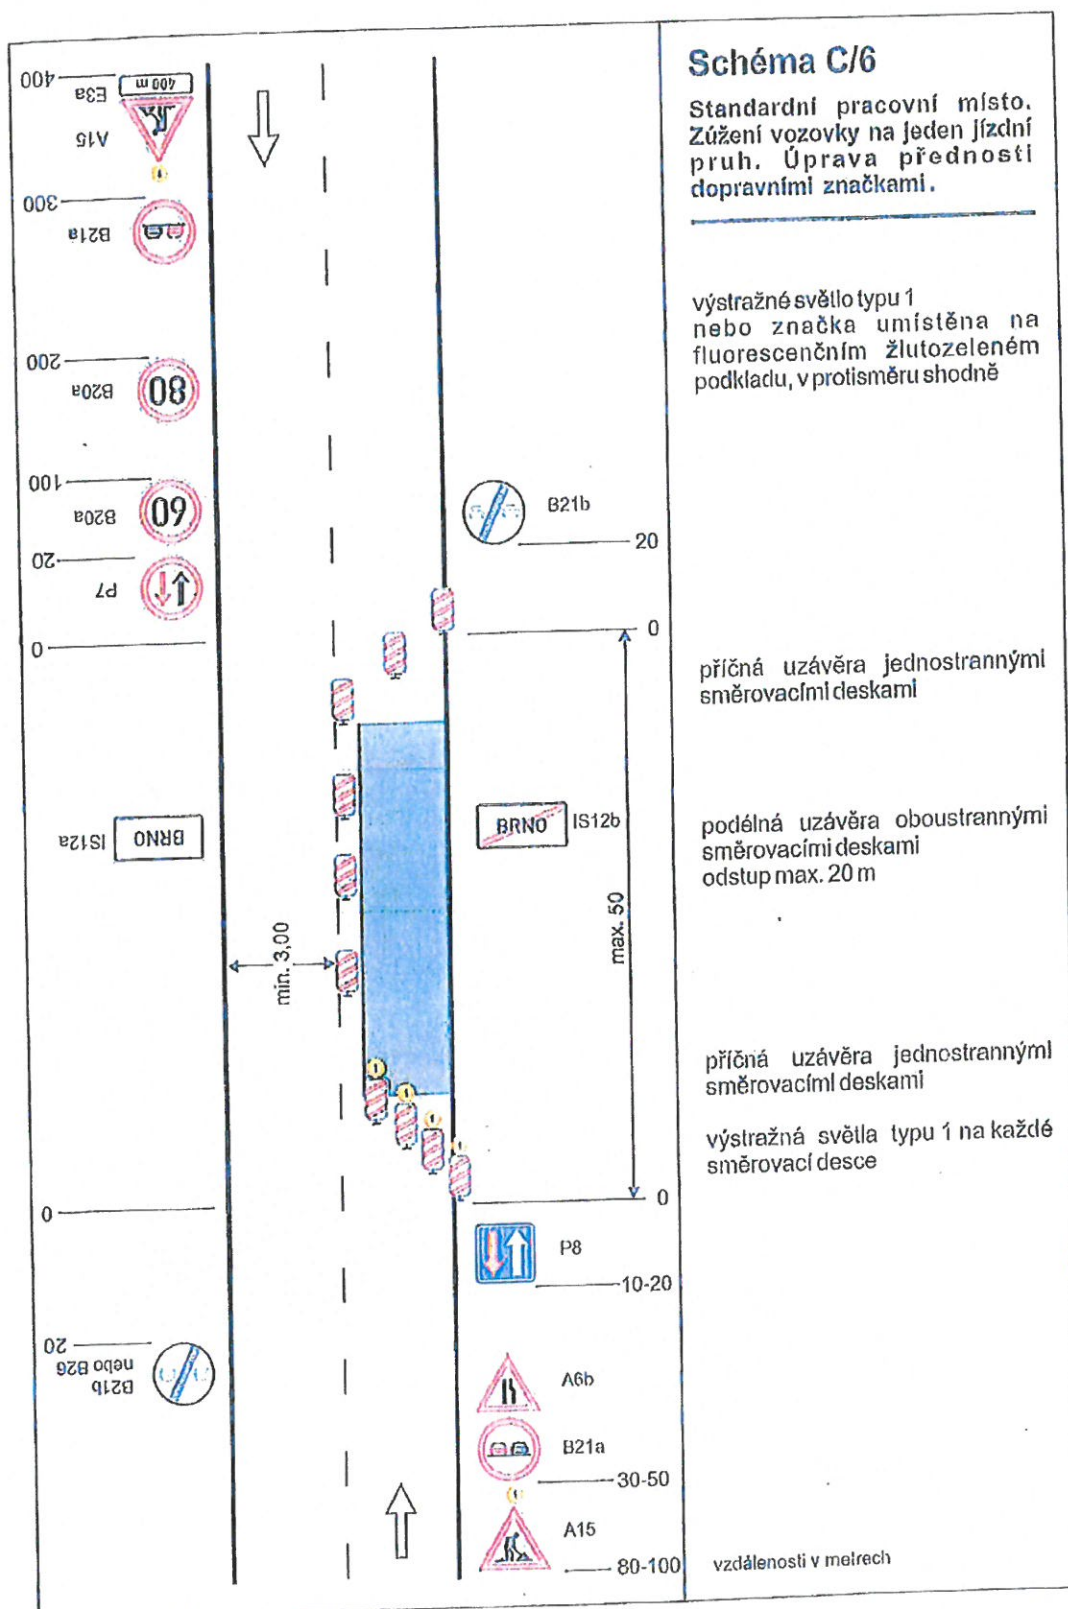 Schéma C/6
Standardní pracovní místo.
Zúžení vozovky na jeden jízdní
pruh. Úprava přednosti
dopravními značkami.
výstražné světlo typu 1
nebo značka umístěna na
fluorescenčním žlutozeleném
podkladu, v protisměru shodně
příčná uzávěra jednostrannými
směrovacími deskami
podélná uzávěra oboustrannými
směrovacími deskami
odstup max. 20 m
příčná uzávěra jednostrannými
směrovacími deskami
výstražná světla typu 1 na každé
směrovací desce
vzdálenosti v metrech
400
E3a
400 m
A15
300
B21a
200
B20a
80
100
B20a
60
20
P7
0
IS12a
BRNO
min. 3,00
0
20
B21b
nebo B26
B21b
20
0
BRNO
IS12b
max. 50
0
P8
10-20
A6b
B21a
30-50
A15
80-100